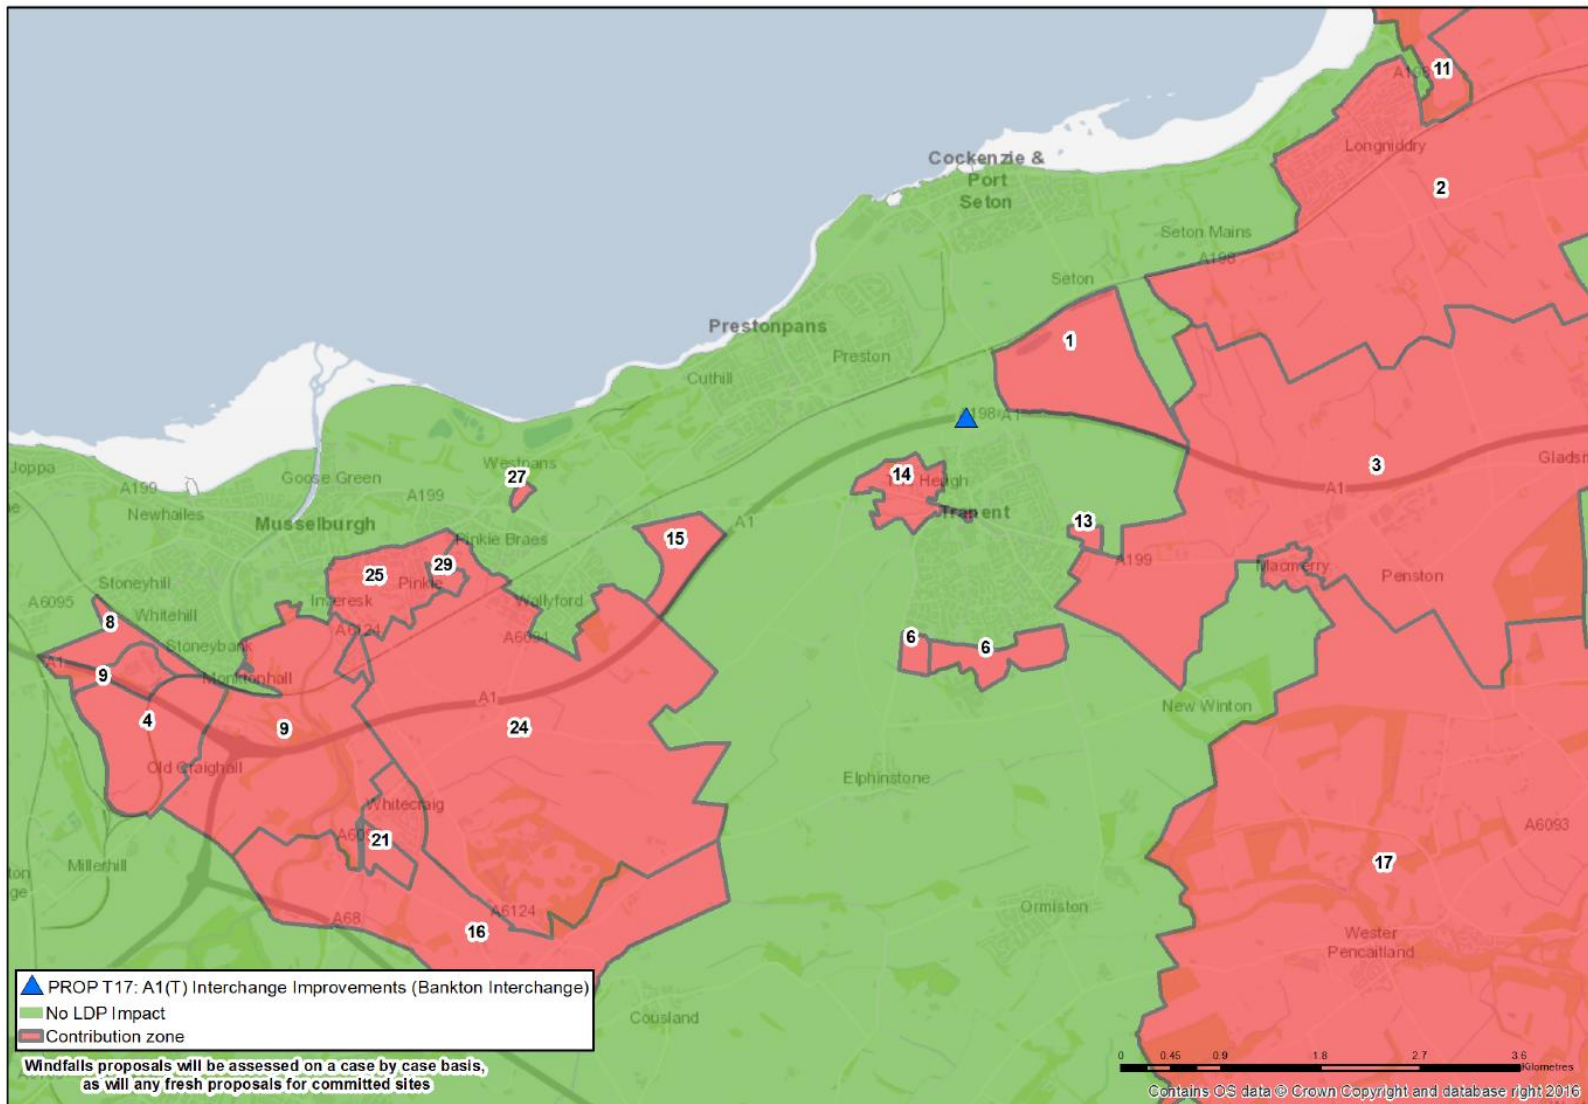 11
A198
Longniddry
2
Cockenzie &
Port
Seton
Seton Mains
A198
Seton
1
Prestonpans
Preston
Cuthill
A198
A1
3
Gladsm
A1
Joppa
A199
Goose Green
Westpans
27
14
Newhailes
Musselburgh
A199
Pinkie Braes
15
A1
Tranent
13
A199
Macmerry
Penston
Stoneyhill
25
29
Pinkie
A6095
Whitehill
Inveresk
Wallyford
8
Stoneybank
A6124
A6094
6
6
A1
9
Monktonhall
A1
New Winton
4
9
24
Old Craighall
Elphinstone
Whitecraig
21
A6093
Millerhill
17
Ormiston
A68
A6124
16
Wester
Pencaitland
PROP T17: A1(T) Interchange Improvements (Bankton Interchange)
No LDP Impact
Contribution zone
Cousland
Windfalls proposals will be assessed on a case by case basis,
as will any fresh proposals for committed sites
0 0.45 0.9 1.8 2.7 3.6
Kilometres
Contains OS data © Crown Copyright and database right 2016